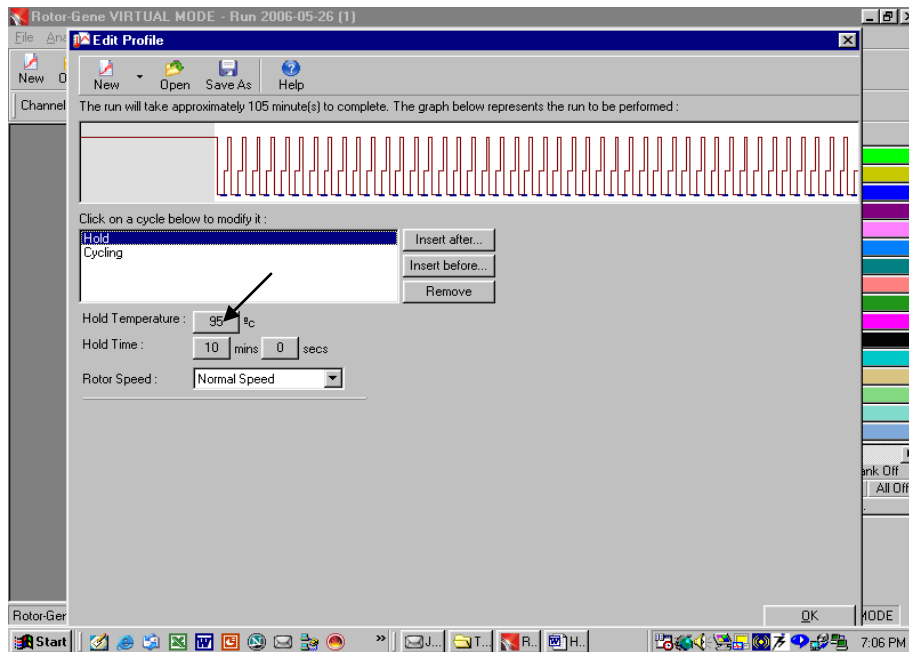 Rotor-Gene VIRTUAL MODE - Run 2006-05-26 (1)
File Ana
Edit Profile
New
New Open Save As Help
Channel
The run will take approximately 105 minute(s) to complete. The graph below represents the run to be performed :
Click on a cycle below to modify it :
Hold
Insert after...
Cycling
Insert before...
Remove
Hold Temperature : 95 ºc
Hold Time : 10 mins 0 secs
Rotor Speed : Normal Speed
ank Off
All Off
OK
Rotor-Ger
MODE
Start
J...
T...
R..
H..
7:06 PM